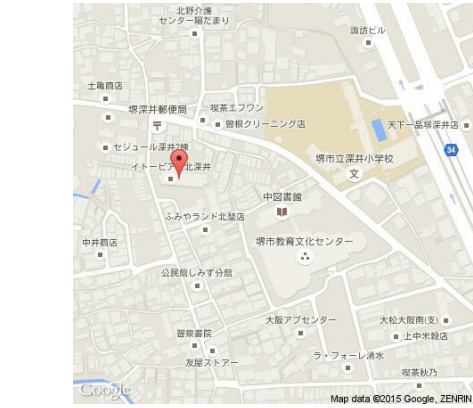 北野介護
センター陽だまり
諏訪ビル
土亀商店
堺深井郵便局
喫茶エフワン
曽根クリーニング店
天下一品堺深井店
34
セジュール深井2棟
イトーピア北深井
堺市立深井小学校
文
中図書館
ふみやランド北埜店
中井商店
堺市教育文化センター
公民館しみず分館
智泉書院
友屋ストアー
大阪アブセンター
大松大阪南(支)
上中米穀店
ラ・フォーレ清水
喫茶秋乃
Google
Map data ©2015 Google, ZENRIN